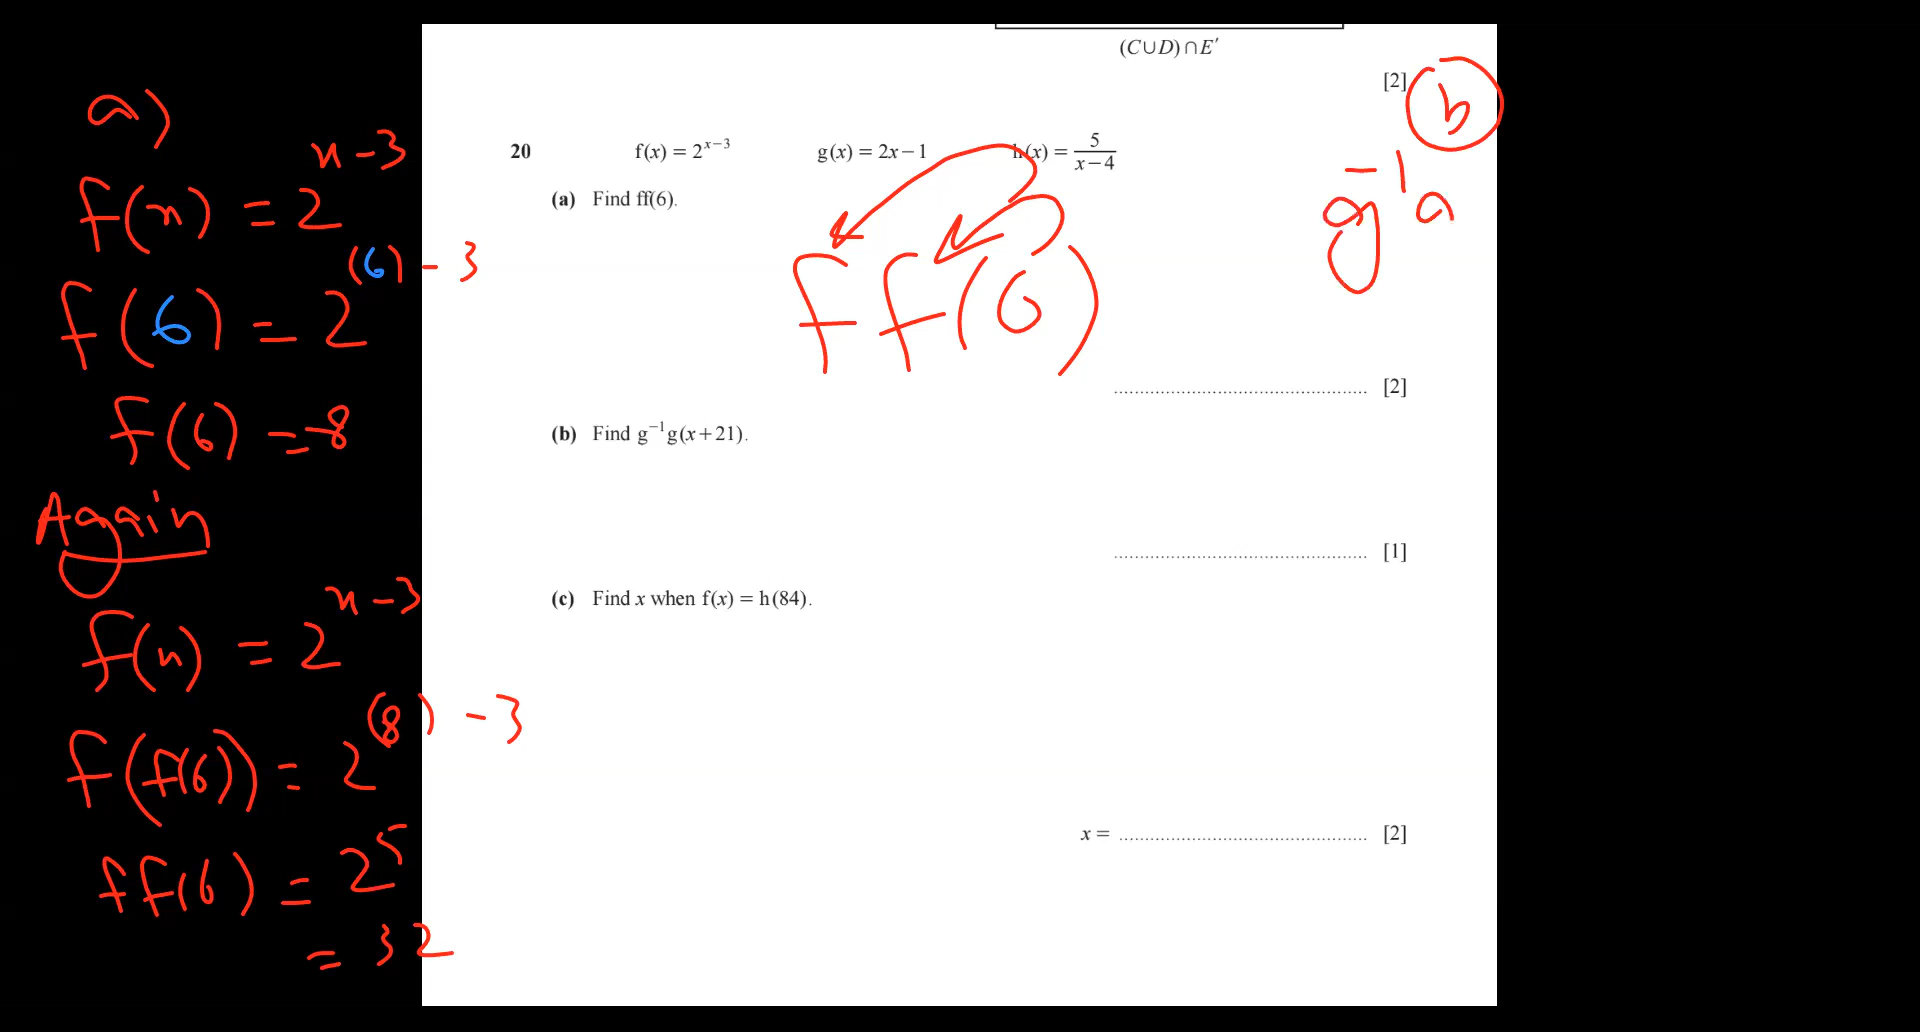 (C∪D)∩E′
[2]
20 f(x) = 2^{x−3} g(x) = 2x−1 h(x) = 5/(x−4)
(a) Find ff(6).
ff(6)
[2]
(b) Find g⁻¹g(x+21).
[1]
(c) Find x when f(x) = h(84).
x = [2]
a)
f(x) = 2^{x−3}
f(6) = 2^{(6)−3}
f(6) = 8
Again
f(x) = 2^{x−3}
f(f(6)) = 2^{(8)−3}
ff(6) = 2^5
= 32
b
g⁻¹